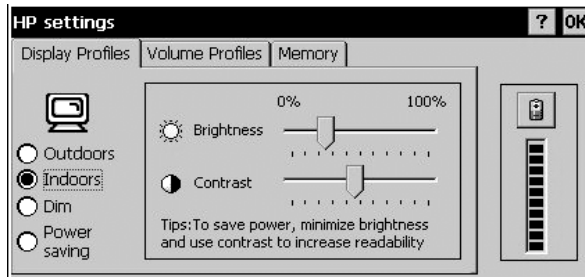 HP settings ? OK
Display Profiles Volume Profiles Memory
0% 100%
Brightness
Outdoors
Indoors
Contrast
Dim
Power
saving
Tips:To save power, minimize brightness
and use contrast to increase readability